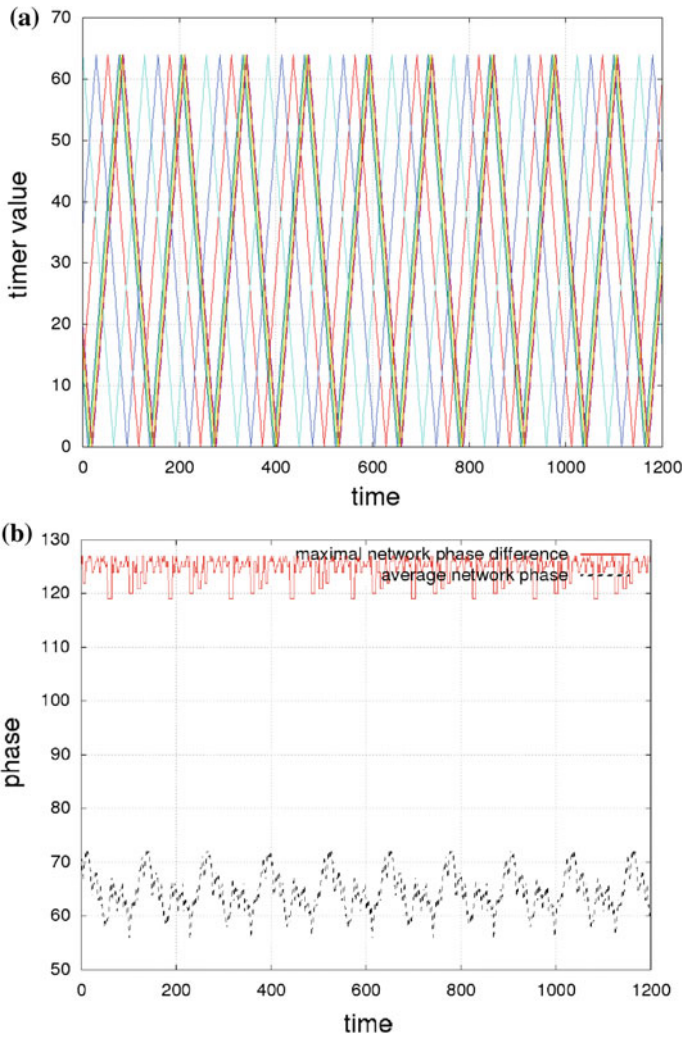 (a)
70
60
50
40
30
20
10
0
timer value
0 200 400 600 800 1000 1200
time
(b)
130
120
110
100
90
80
70
60
50
phase
maximal network phase difference
average network phase
0 200 400 600 800 1000 1200
time